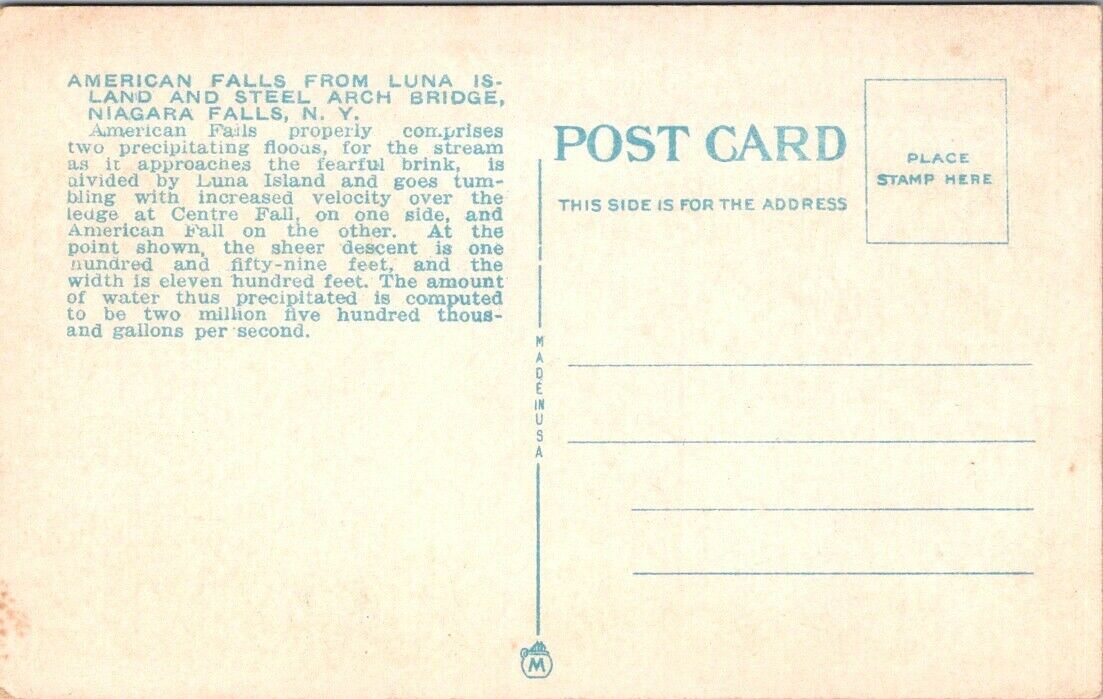 AMERICAN FALLS FROM LUNA IS-
LAND AND STEEL ARCH BRIDGE,
NIAGARA FALLS, N. Y.
American Falls properly comprises
two precipitating floods, for the stream
as it approaches the fearful brink, is
divided by Luna Island and goes tum-
bling with increased velocity over the
ledge at Centre Fall, on one side, and
American Fall on the other. At the
point shown, the sheer descent is one
hundred and fifty-nine feet, and the
width is eleven hundred feet. The amount
of water thus precipitated is computed
to be two million five hundred thous-
and gallons per second.
POST CARD
THIS SIDE IS FOR THE ADDRESS
PLACE
STAMP HERE
MADE IN USA
M